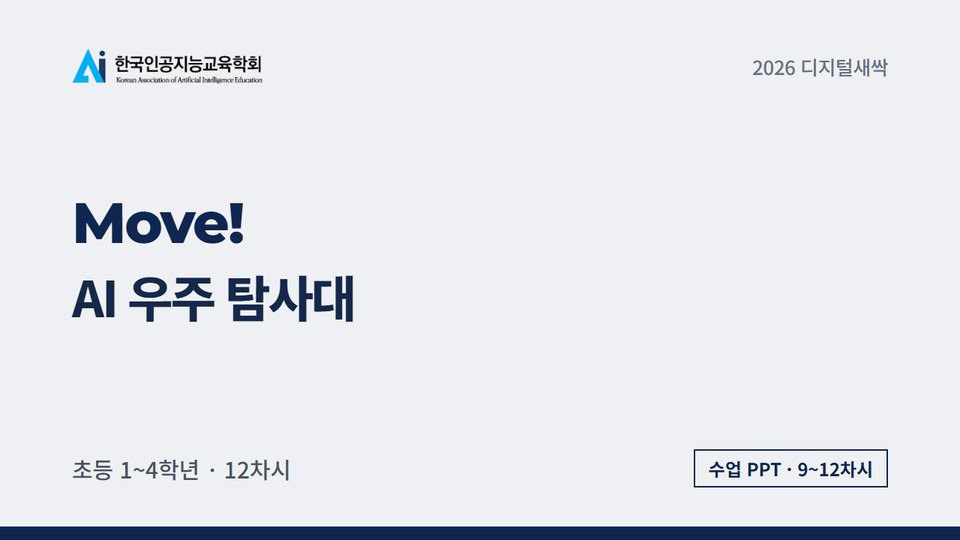 한국인공지능교육학회
Korean Association of Artificial Intelligence Education
2026 디지털새싹
Move!
AI 우주 탐사대
초등 1~4학년 · 12차시
수업 PPT · 9~12차시